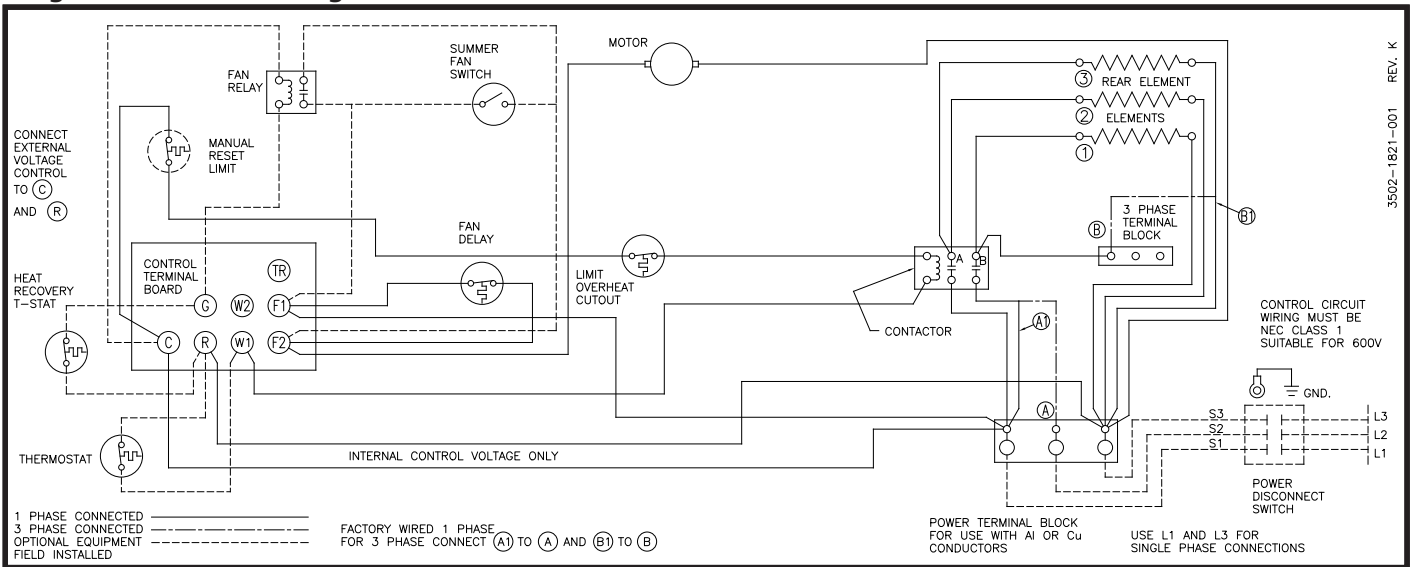 SUMMER
FAN
SWITCH
MOTOR
FAN
RELAY
3
REAR ELEMENT
2
ELEMENTS
1
3502-1821-001 REV. K
CONNECT
EXTERNAL
VOLTAGE
CONTROL
TO C
AND R
MANUAL
RESET
LIMIT
FAN
DELAY
B
3 PHASE
TERMINAL
BLOCK
B1
CONTROL
TERMINAL
BOARD
TR
HEAT
RECOVERY
T-STAT
G
W2
F1
C
R
W1
F2
LIMIT
OVERHEAT
CUTOUT
A
B
CONTACTOR
A1
CONTROL CIRCUIT
WIRING MUST BE
NEC CLASS 1
SUITABLE FOR 600V
GND.
A
S3
S2
S1
L3
L2
L1
THERMOSTAT
INTERNAL CONTROL VOLTAGE ONLY
POWER
DISCONNECT
SWITCH
1 PHASE CONNECTED
3 PHASE CONNECTED
OPTIONAL EQUIPMENT
FIELD INSTALLED
FACTORY WIRED 1 PHASE
FOR 3 PHASE CONNECT A1 TO A AND B1 TO B
POWER TERMINAL BLOCK
FOR USE WITH Al OR Cu
CONDUCTORS
USE L1 AND L3 FOR
SINGLE PHASE CONNECTIONS